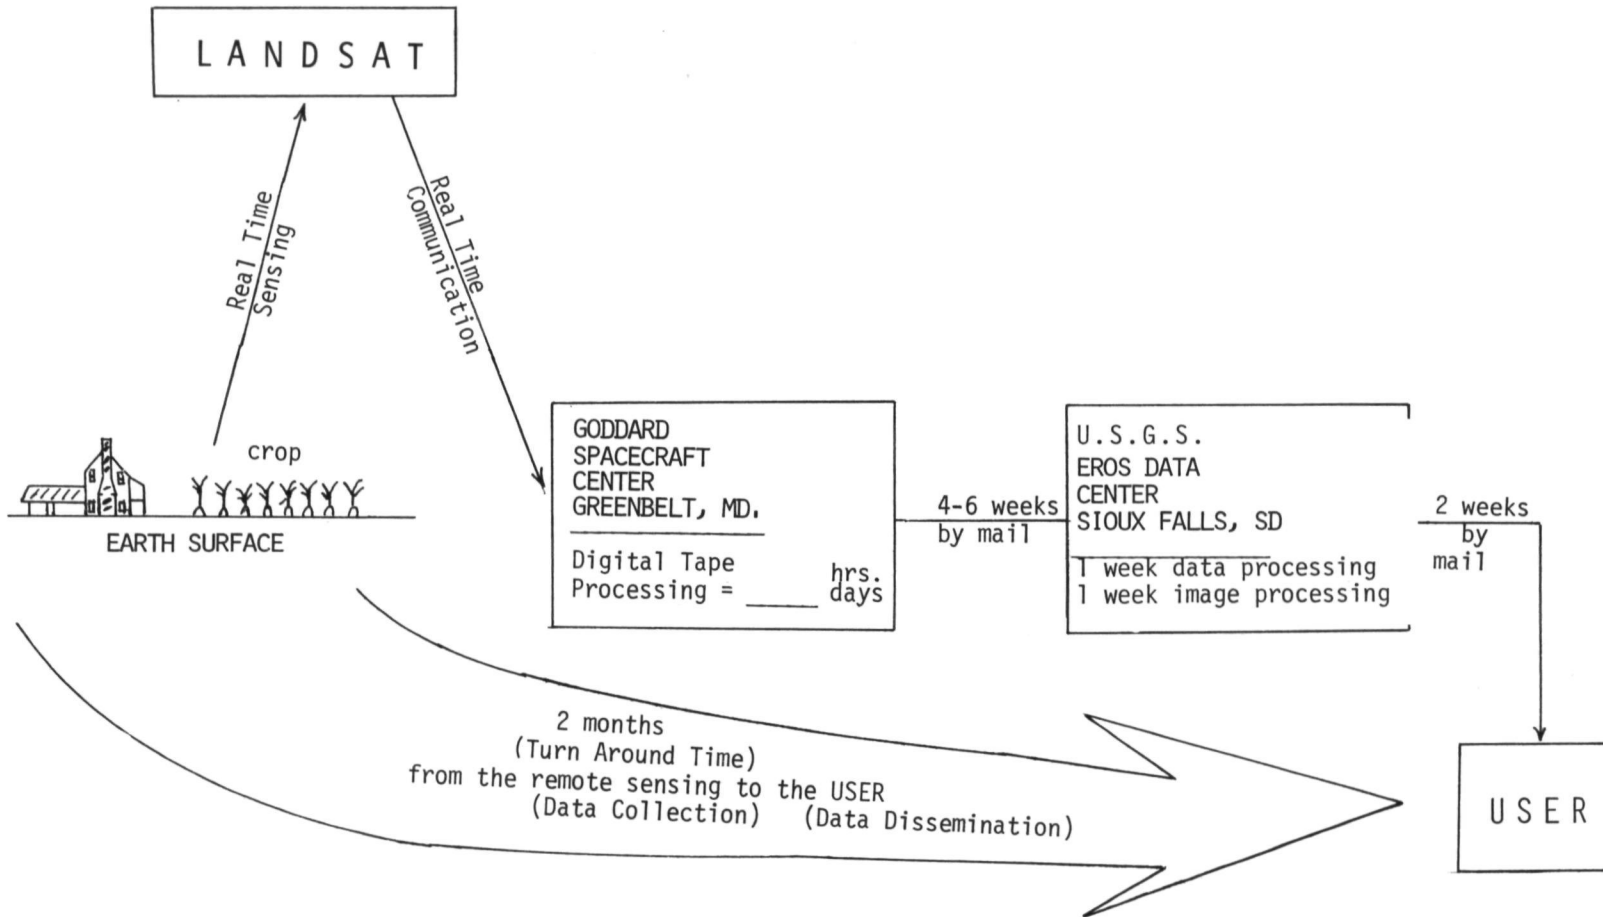 L A N D S A T
Real Time
Sensing
Real Time
Communication
crop
EARTH SURFACE
GODDARD
SPACECRAFT
CENTER
GREENBELT, MD.
Digital Tape
Processing = _____ hrs.
days
4-6 weeks
by mail
U.S.G.S.
EROS DATA
CENTER
SIOUX FALLS, SD
1 week data processing
1 week image processing
2 weeks
by
mail
2 months
(Turn Around Time)
from the remote sensing to the USER
(Data Collection) (Data Dissemination)
U S E R